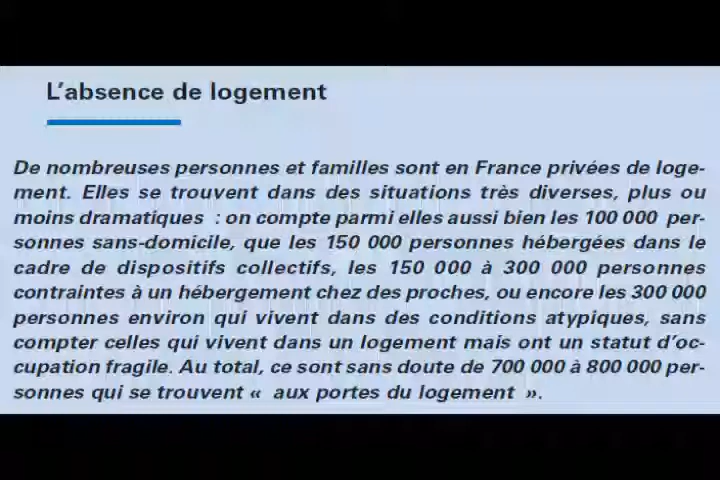 L'absence de logement
De nombreuses personnes et familles sont en France privées de loge-
ment. Elles se trouvent dans des situations très diverses, plus ou
moins dramatiques : on compte parmi elles aussi bien les 100 000 per-
sonnes sans-domicile, que les 150 000 personnes hébergées dans le
cadre de dispositifs collectifs, les 150 000 à 300 000 personnes
contraintes à un hébergement chez des proches, ou encore les 300 000
personnes environ qui vivent dans des conditions atypiques, sans
compter celles qui vivent dans un logement mais ont un statut d'oc-
cupation fragile. Au total, ce sont sans doute de 700 000 à 800 000 per-
sonnes qui se trouvent « aux portes du logement ».